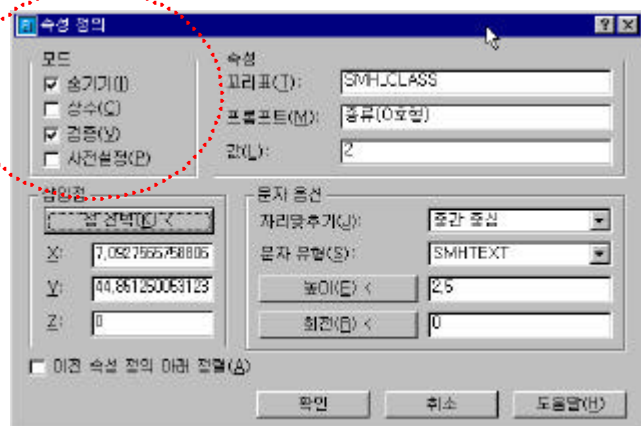 속성 정의
모드
숨기기(I)
상수(C)
검증(V)
사전설정(P)
속성
꼬리표(T): SMH_CLASS
프롬프트(M): 종류(0호형)
값(L): 2
삽입점
점 선택(K) <
X: 7,0927565758806
Y: 44,851250053123
Z: 0
문자 옵션
자리맞추기(J): 중간 중심
문자 유형(S): SMHTEXT
높이(E) < 2,5
회전(R) < 0
이전 속성 정의 아래 정렬(A)
확인 취소 도움말(H)